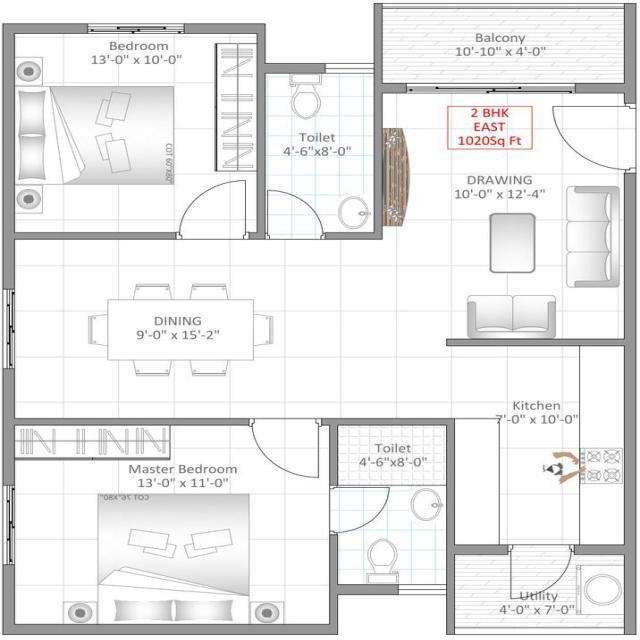 Balcony
10'-10" x 4'-0"
Bedroom
13'-0" x 10'-0"
COT 60"X80"
Toilet
4'-6"x8'-0"
2 BHK
EAST
1020Sq Ft
DRAWING
10'-0" x 12'-4"
DINING
9'-0" x 15'-2"
Kitchen
7'-0" x 10'-0"
Master Bedroom
13'-0" x 11'-0"
COT 76"X80"
Toilet
4'-6"x8'-0"
Utility
4'-0" x 7'-0"